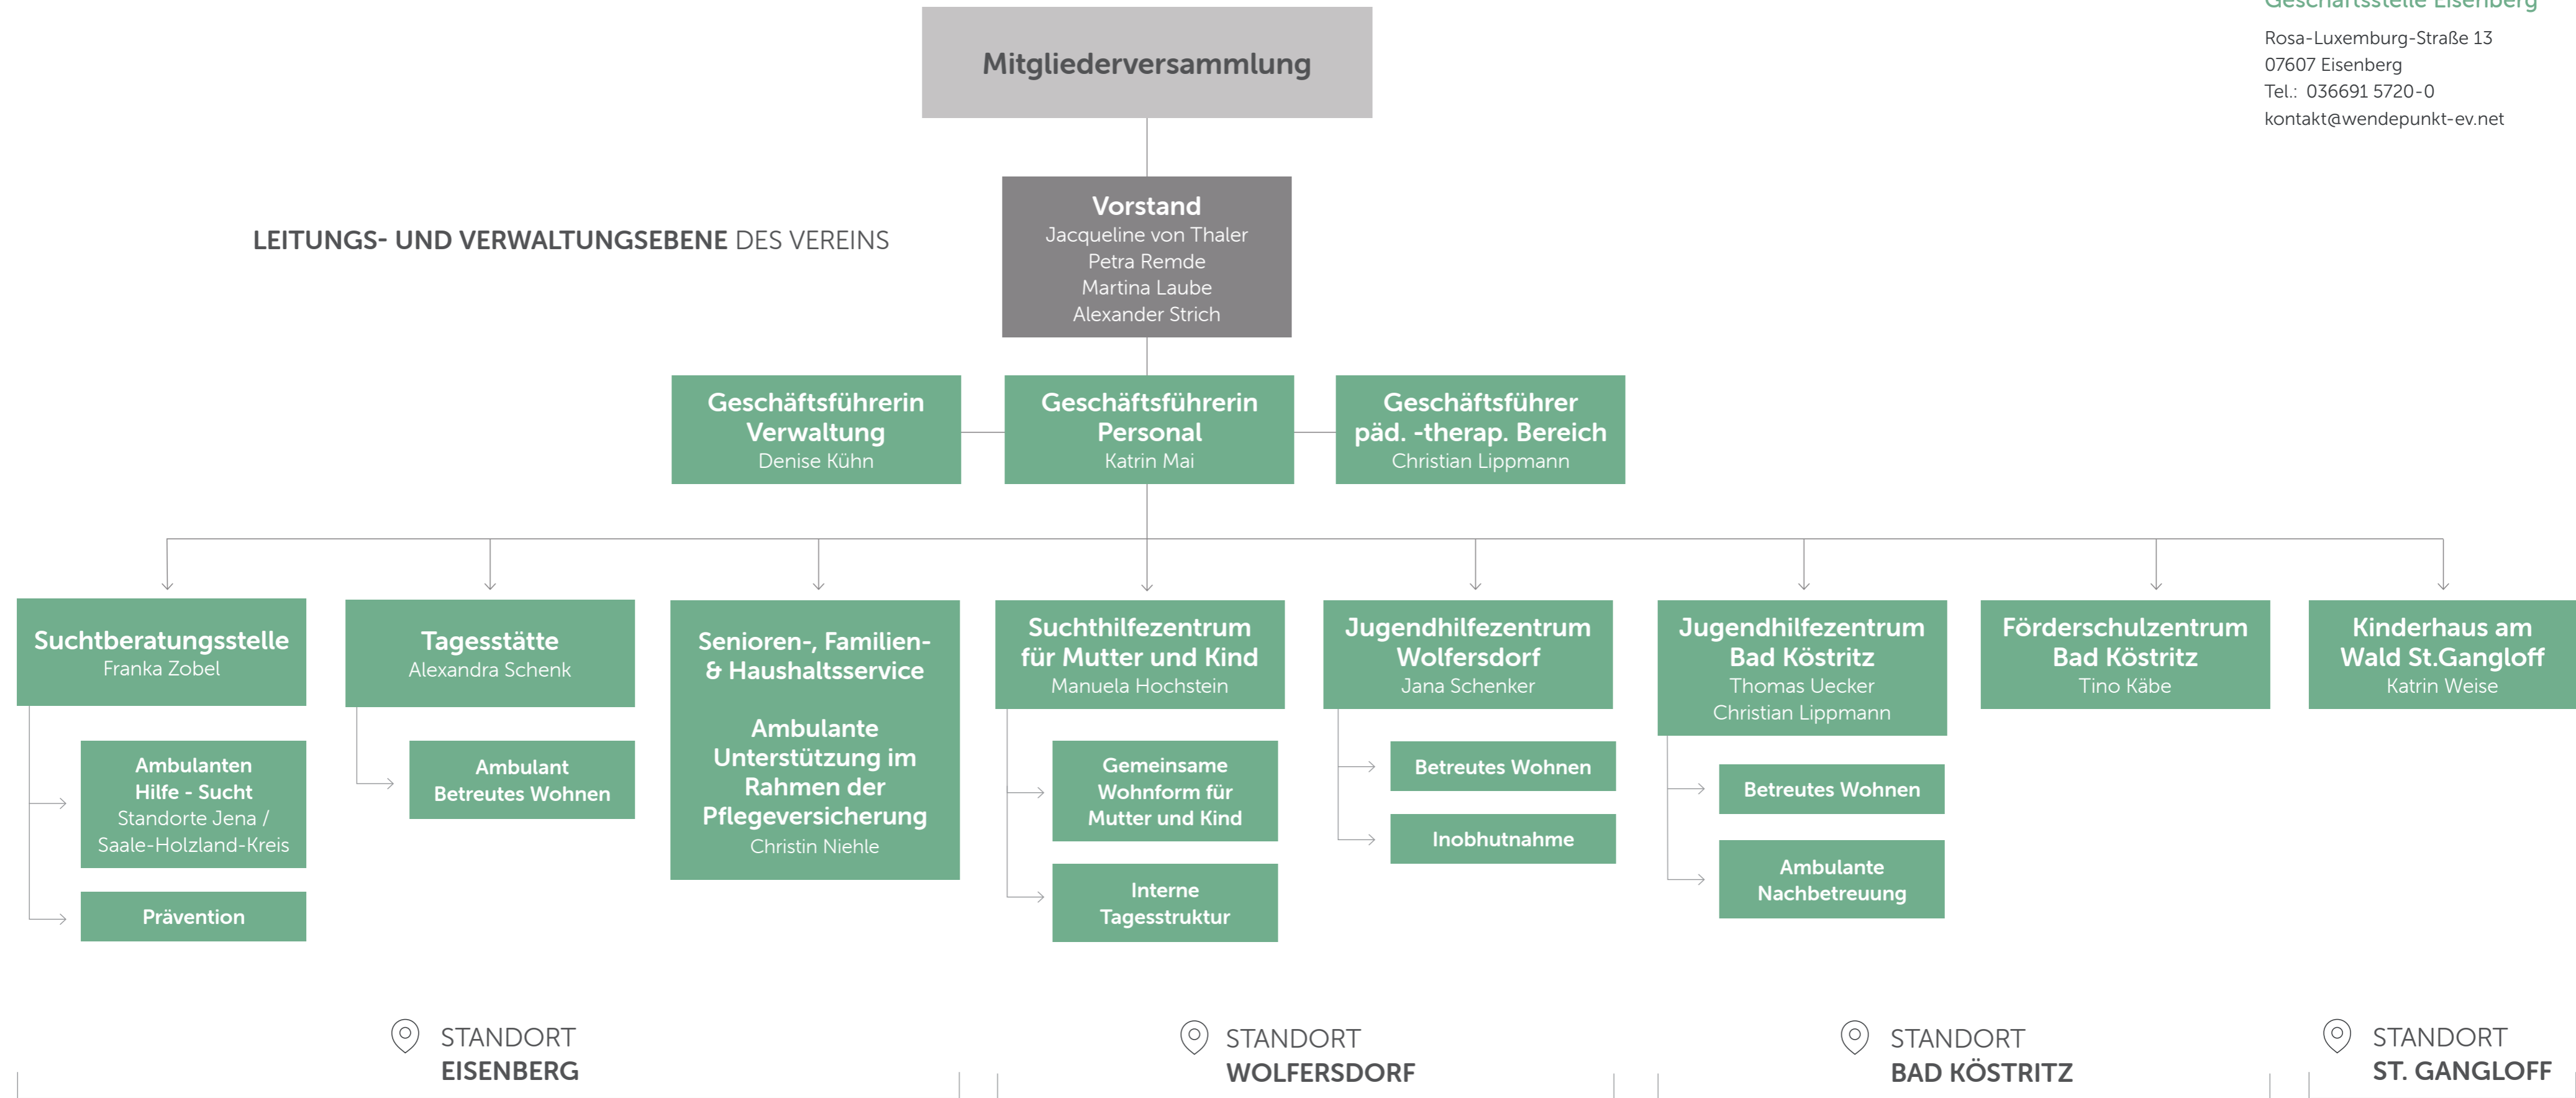 Geschäftsstelle Eisenberg
Rosa-Luxemburg-Straße 13
07607 Eisenberg
Tel.: 036691 5720-0
kontakt@wendepunkt-ev.net
Mitgliederversammlung
LEITUNGS- UND VERWALTUNGSEBENE DES VEREINS
Vorstand
Jacqueline von Thaler
Petra Remde
Martina Laube
Alexander Strich
Geschäftsführerin
Verwaltung
Denise Kühn
Geschäftsführerin
Personal
Katrin Mai
Geschäftsführer
päd. -therap. Bereich
Christian Lippmann
Suchtberatungsstelle
Franka Zobel
Ambulanten
Hilfe - Sucht
Standorte Jena /
Saale-Holzland-Kreis
Prävention
Tagesstätte
Alexandra Schenk
Ambulant
Betreutes Wohnen
Senioren-, Familien-
& Haushaltsservice
Ambulante
Unterstützung im
Rahmen der
Pflegeversicherung
Christin Niehle
Suchthilfezentrum
für Mutter und Kind
Manuela Hochstein
Gemeinsame
Wohnform für
Mutter und Kind
Interne
Tagesstruktur
Jugendhilfezentrum
Wolfersdorf
Jana Schenker
Betreutes Wohnen
Inobhutnahme
Jugendhilfezentrum
Bad Köstritz
Thomas Uecker
Christian Lippmann
Betreutes Wohnen
Ambulante
Nachbetreuung
Förderschulzentrum
Bad Köstritz
Tino Käbe
Kinderhaus am
Wald St.Gangloff
Katrin Weise
STANDORT
EISENBERG
STANDORT
WOLFERSDORF
STANDORT
BAD KÖSTRITZ
STANDORT
ST. GANGLOFF